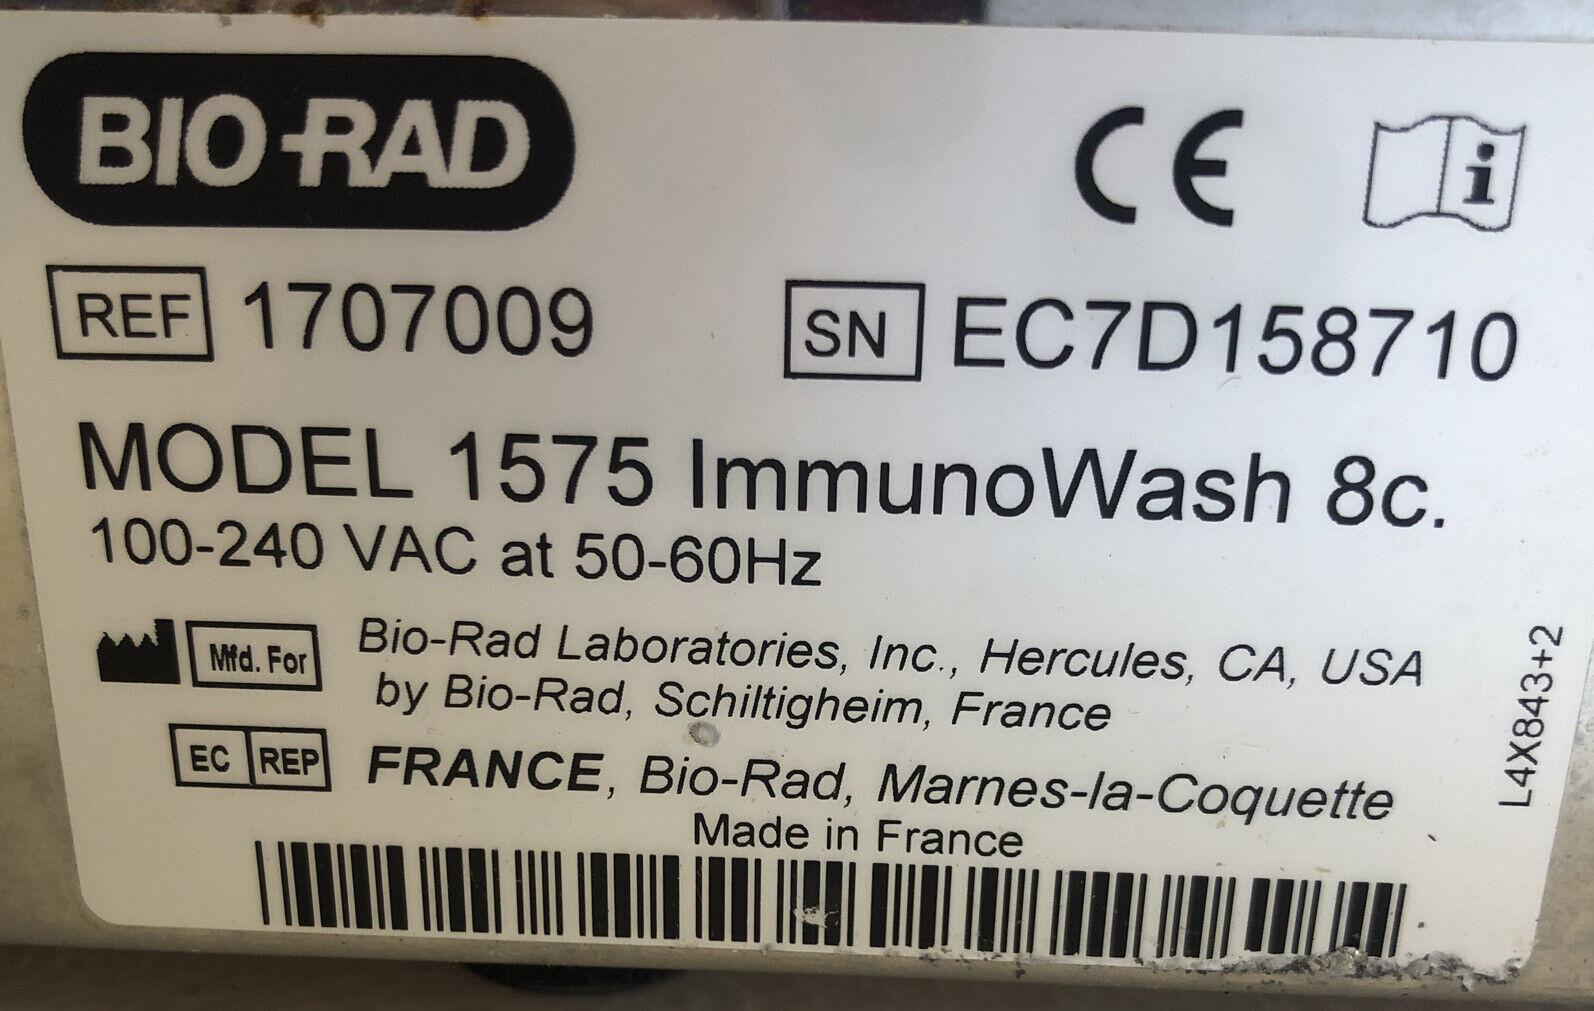 BIO-RAD
CE
i
REF 1707009
SN EC7D158710
MODEL 1575 ImmunoWash 8c.
100-240 VAC at 50-60Hz
Mfd. For Bio-Rad Laboratories, Inc., Hercules, CA, USA
by Bio-Rad, Schiltigheim, France
EC REP FRANCE, Bio-Rad, Marnes-la-Coquette
Made in France
L4X843+2